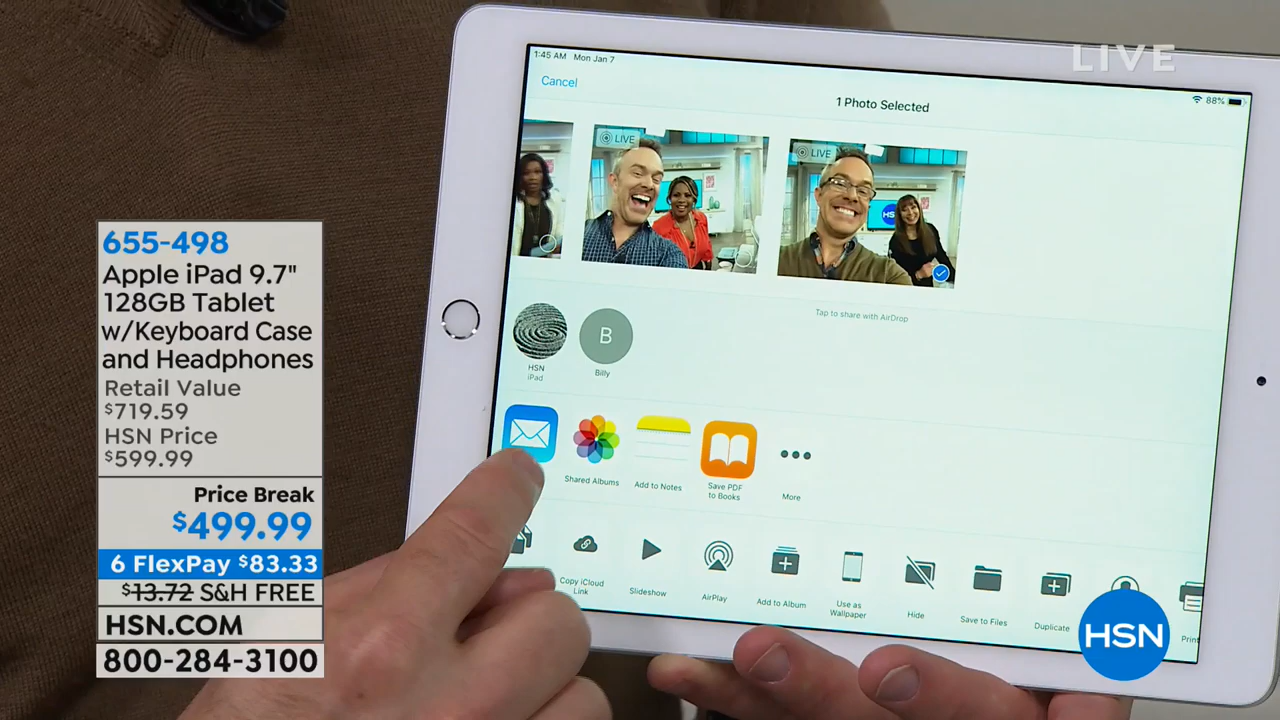 LIVE
1:45 AM Mon Jan 7
88%
Cancel
1 Photo Selected
LIVE
LIVE
HS
Tap to share with AirDrop
B
HSN
iPad
Billy
Shared Albums
Add to Notes
Save PDF
to Books
More
Copy iCloud
Link
Slideshow
AirPlay
Add to Album
Use as
Wallpaper
Hide
Save to Files
Duplicate
Print
HSN
655-498
Apple iPad 9.7"
128GB Tablet
w/Keyboard Case
and Headphones
Retail Value
$719.59
HSN Price
$599.99
Price Break
$499.99
6 FlexPay $83.33
$13.72 S&H FREE
HSN.COM
800-284-3100